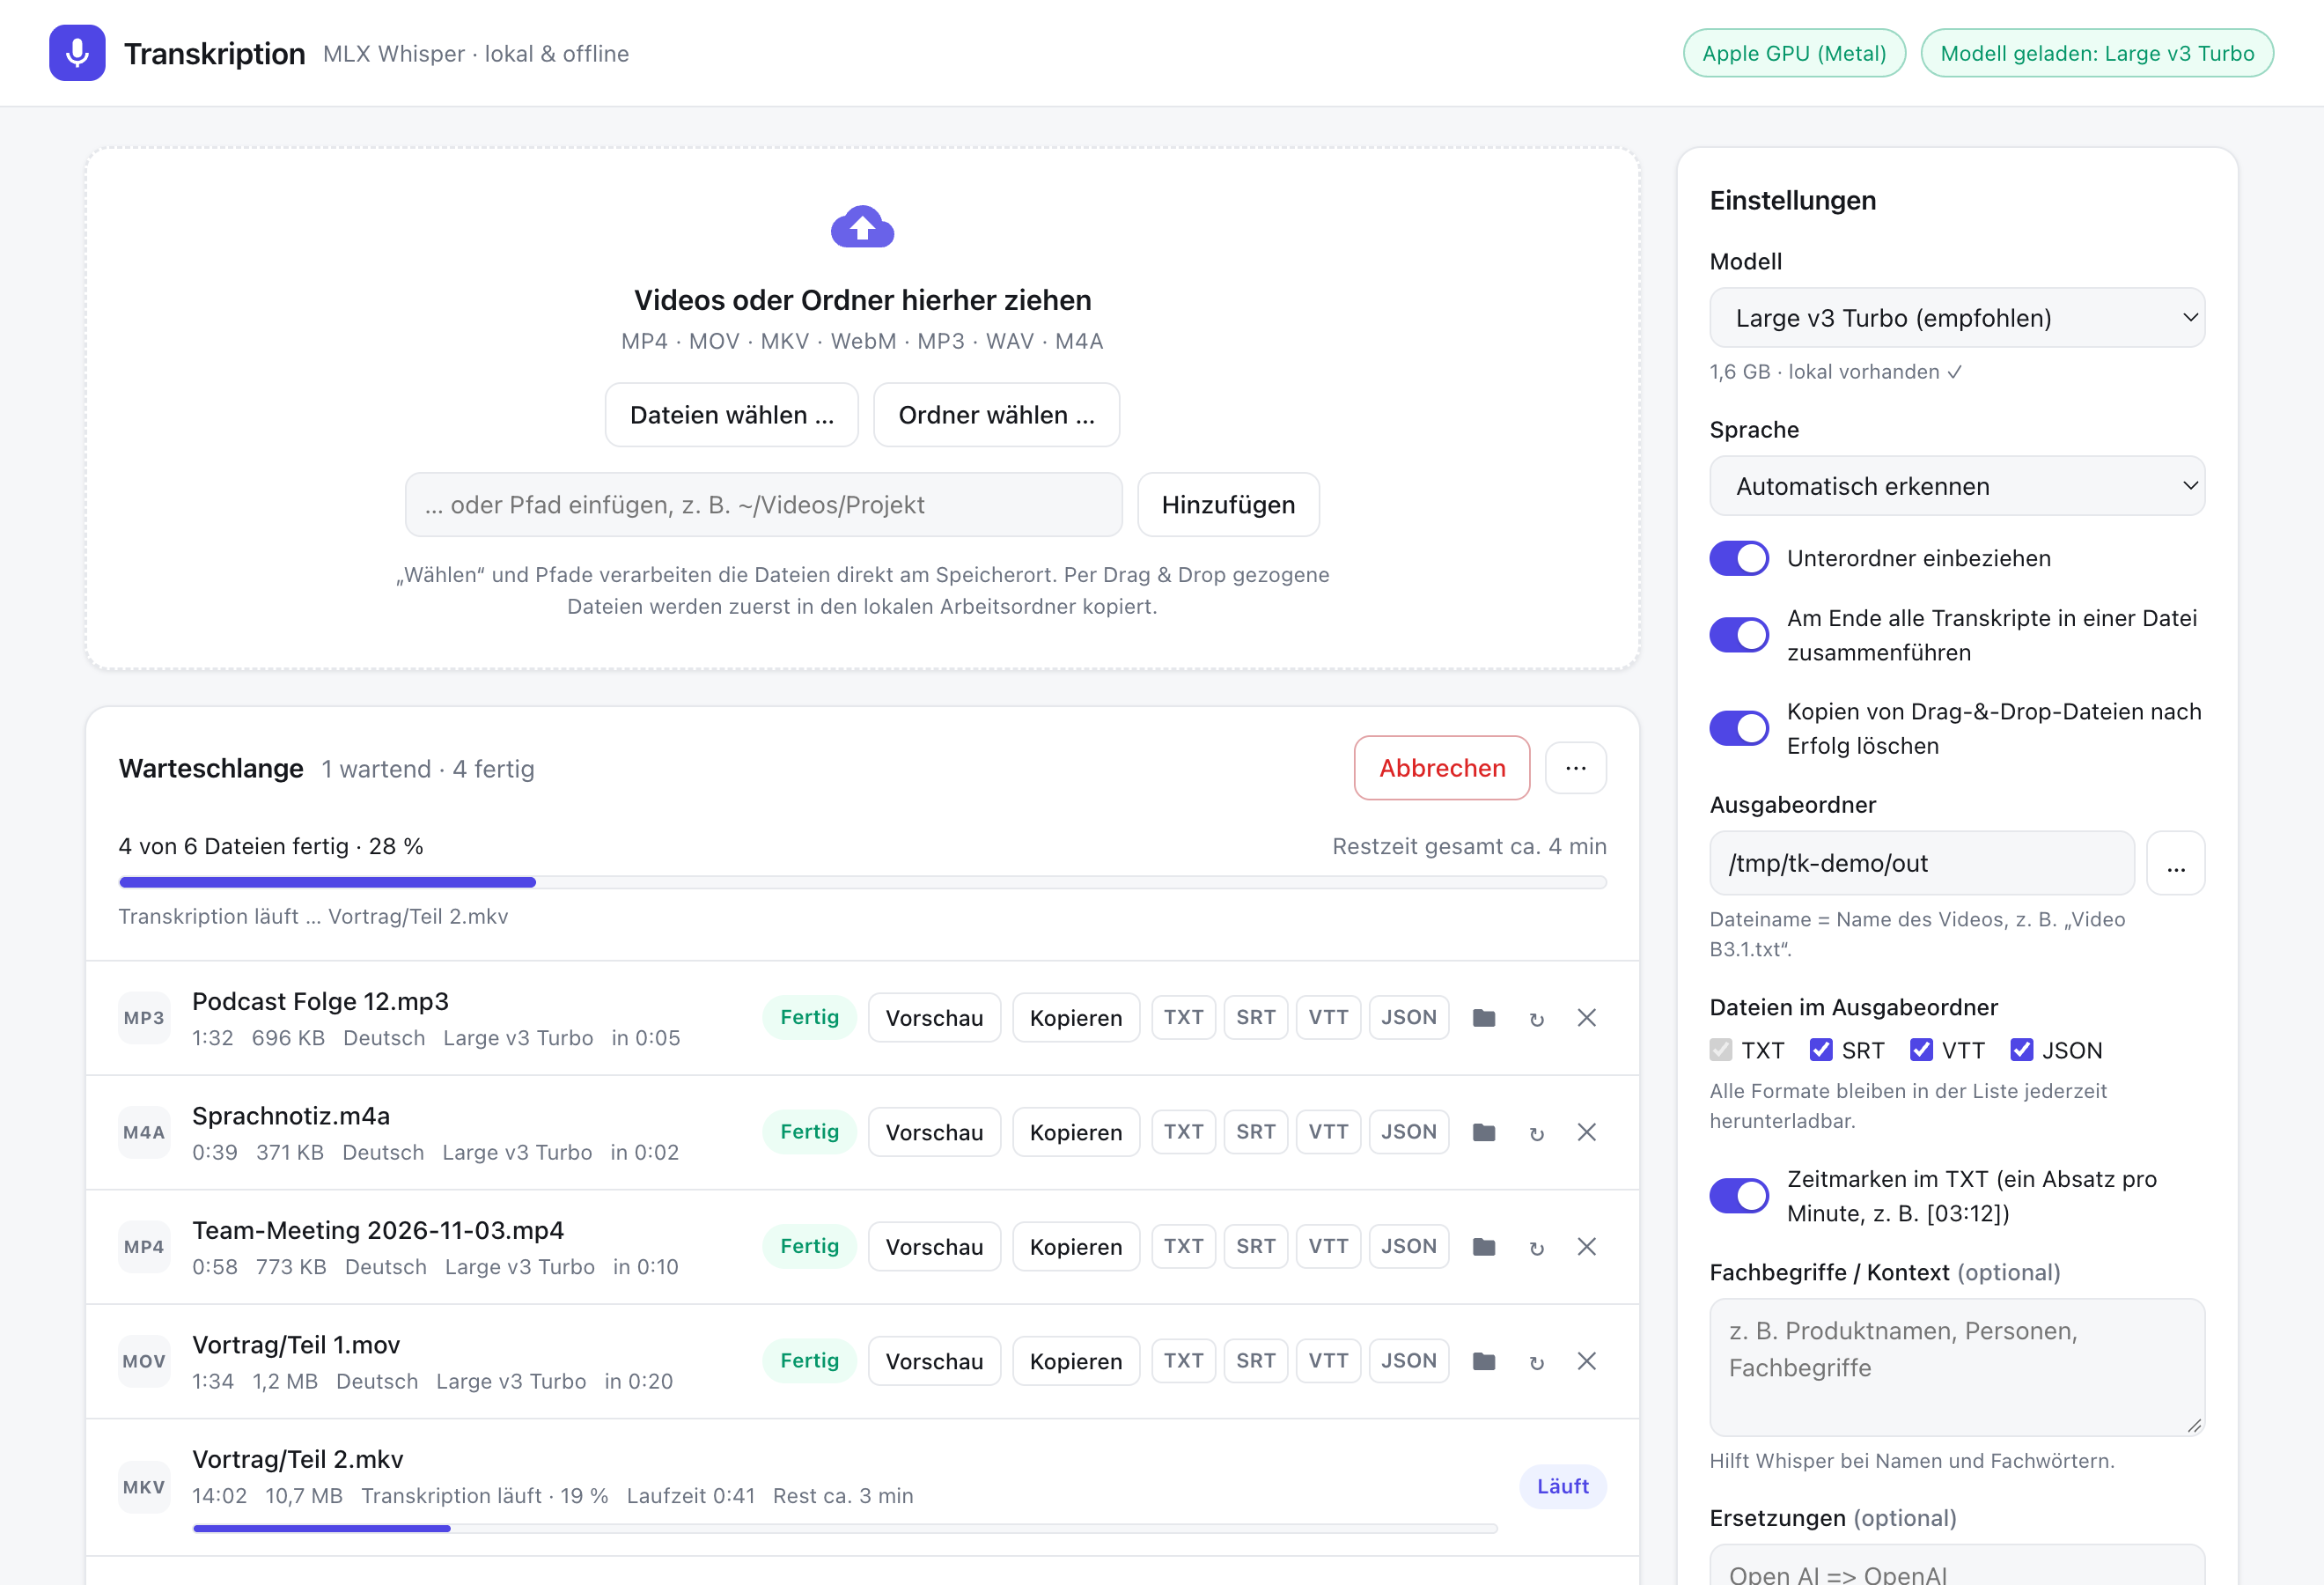 Transkription MLX Whisper · lokal & offline
Apple GPU (Metal) Modell geladen: Large v3 Turbo
Videos oder Ordner hierher ziehen
MP4 · MOV · MKV · WebM · MP3 · WAV · M4A
Dateien wählen ... Ordner wählen ...
... oder Pfad einfügen, z. B. ~/Videos/Projekt Hinzufügen
„Wählen“ und Pfade verarbeiten die Dateien direkt am Speicherort. Per Drag & Drop gezogene
Dateien werden zuerst in den lokalen Arbeitsordner kopiert.
Warteschlange 1 wartend · 4 fertig Abbrechen ...
4 von 6 Dateien fertig · 28 % Restzeit gesamt ca. 4 min
Transkription läuft ... Vortrag/Teil 2.mkv
MP3 Podcast Folge 12.mp3
1:32 696 KB Deutsch Large v3 Turbo in 0:05
Fertig Vorschau Kopieren TXT SRT VTT JSON
M4A Sprachnotiz.m4a
0:39 371 KB Deutsch Large v3 Turbo in 0:02
Fertig Vorschau Kopieren TXT SRT VTT JSON
MP4 Team-Meeting 2026-11-03.mp4
0:58 773 KB Deutsch Large v3 Turbo in 0:10
Fertig Vorschau Kopieren TXT SRT VTT JSON
MOV Vortrag/Teil 1.mov
1:34 1,2 MB Deutsch Large v3 Turbo in 0:20
Fertig Vorschau Kopieren TXT SRT VTT JSON
MKV Vortrag/Teil 2.mkv
14:02 10,7 MB Transkription läuft · 19 % Laufzeit 0:41 Rest ca. 3 min
Läuft
Einstellungen
Modell
Large v3 Turbo (empfohlen)
1,6 GB · lokal vorhanden ✓
Sprache
Automatisch erkennen
Unterordner einbeziehen
Am Ende alle Transkripte in einer Datei
zusammenführen
Kopien von Drag-&-Drop-Dateien nach
Erfolg löschen
Ausgabeordner
/tmp/tk-demo/out ...
Dateiname = Name des Videos, z. B. „Video
B3.1.txt“.
Dateien im Ausgabeordner
TXT SRT VTT JSON
Alle Formate bleiben in der Liste jederzeit
herunterladbar.
Zeitmarken im TXT (ein Absatz pro
Minute, z. B. [03:12])
Fachbegriffe / Kontext (optional)
z. B. Produktnamen, Personen,
Fachbegriffe
Hilft Whisper bei Namen und Fachwörtern.
Ersetzungen (optional)
Open AI => OpenAI